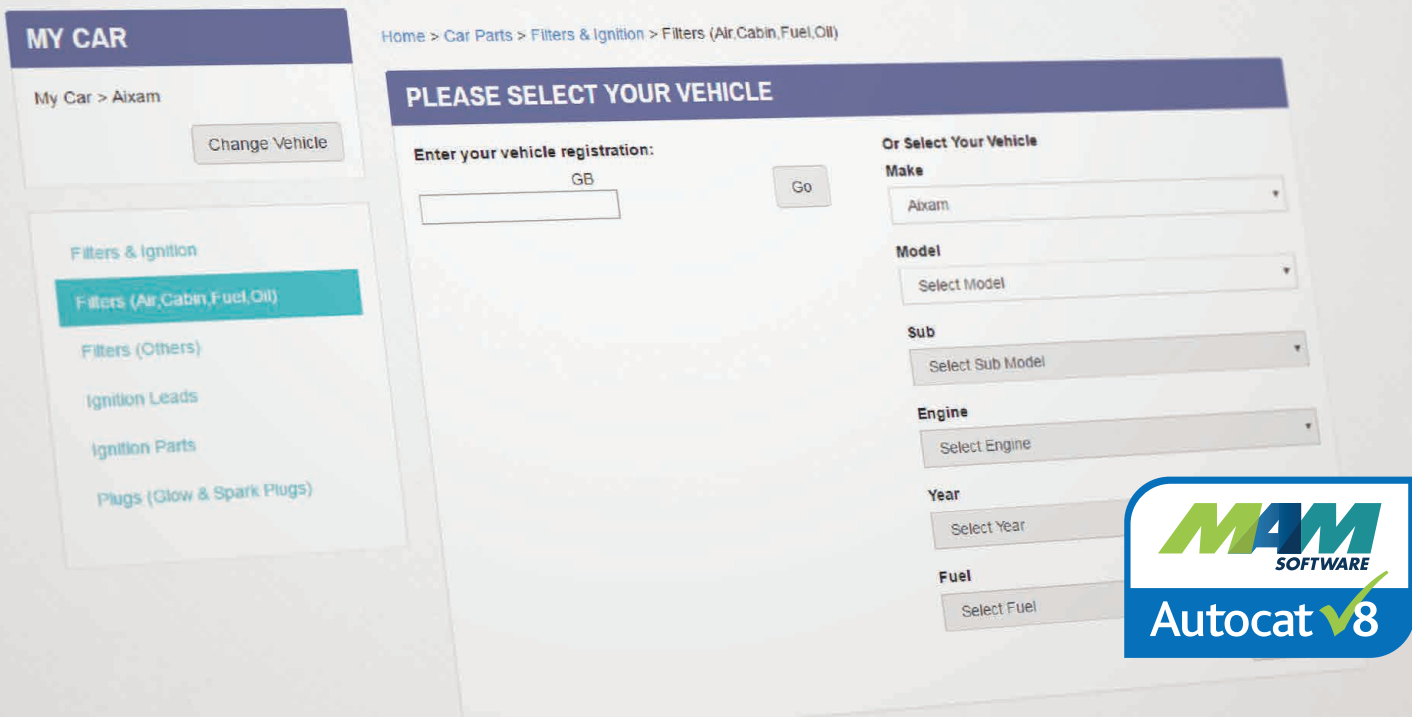 MY CAR
My Car > Aixam
Change Vehicle
Filters & Ignition
Filters (Air,Cabin,Fuel,Oil)
Filters (Others)
Ignition Leads
Ignition Parts
Plugs (Glow & Spark Plugs)
Home > Car Parts > Filters & Ignition > Filters (Air,Cabin,Fuel,Oil)
PLEASE SELECT YOUR VEHICLE
Enter your vehicle registration:
GB
Go
Or Select Your Vehicle
Make
Aixam
Model
Select Model
Sub
Select Sub Model
Engine
Select Engine
Year
Select Year
Fuel
Select Fuel
MAM
SOFTWARE
Autocat V8